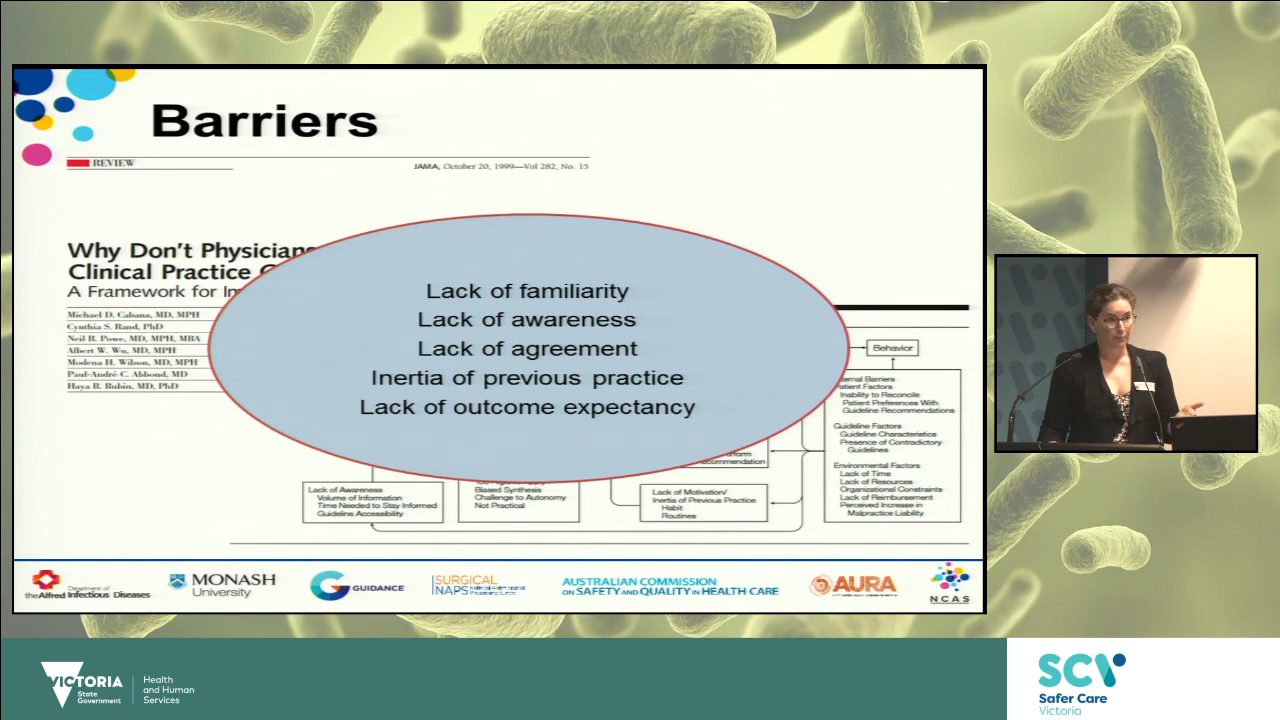 Barriers
REVIEW
JAMA, October 20, 1999—Vol 282, No. 15
Why Don't Physicians
Clinical Practice
A Framework for
Michael D. Cabana, MD, MPH
Cynthia S. Rand, PhD
Neil R. Powe, MD, MPH, MBA
Albert W. Wu, MD, MPH
Modena H. Wilson, MD, MPH
Paul-André C. Abboud, MD
Haya R. Rubin, MD, PhD
Lack of familiarity
Lack of awareness
Lack of agreement
Inertia of previous practice
Lack of outcome expectancy
Behavior
Barriers
Factors
Inability to Reconcile
Patient Preferences With
Guideline Recommendations
Guideline Factors
Guideline Characteristics
Presence of Contradictory
Guidelines
Environmental Factors
Lack of Time
Lack of Resources
Organizational Constraints
Lack of Reimbursement
Perceived Increase in
Malpractice Liability
Lack of Awareness
Volume of Information
Time Needed to Stay Informed
Guideline Accessibility
Biased Synthesis
Challenge to Autonomy
Not Practical
Lack of Motivation/
Inertia of Previous Practice
Habit
Routines
Department of
theAlfred Infectious Diseases
MONASH
University
GUIDANCE
SURGICAL
NAPS
AUSTRALIAN COMMISSION
ON SAFETY AND QUALITY IN HEALTH CARE
AURA
NCAS
VICTORIA
State
Government
Health
and Human
Services
SCV
Safer Care
Victoria